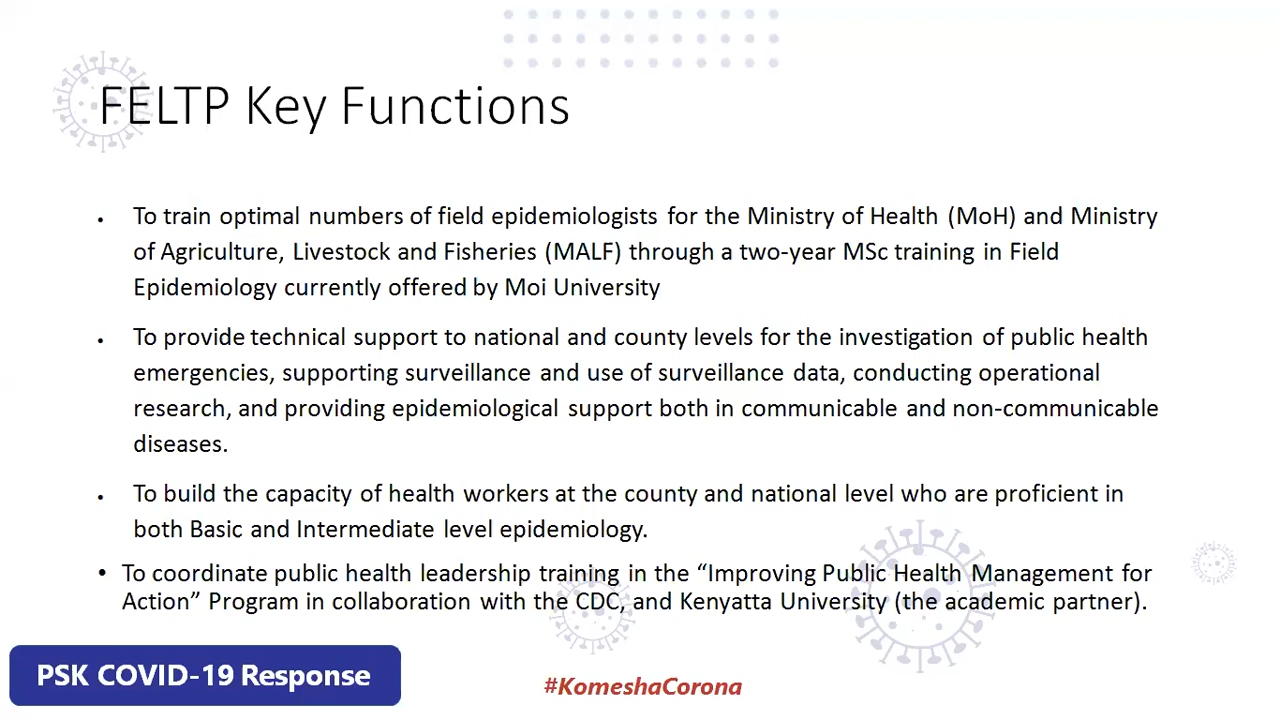 FELTP Key Functions
• To train optimal numbers of field epidemiologists for the Ministry of Health (MoH) and Ministry
of Agriculture, Livestock and Fisheries (MALF) through a two-year MSc training in Field
Epidemiology currently offered by Moi University
• To provide technical support to national and county levels for the investigation of public health
emergencies, supporting surveillance and use of surveillance data, conducting operational
research, and providing epidemiological support both in communicable and non-communicable
diseases.
• To build the capacity of health workers at the county and national level who are proficient in
both Basic and Intermediate level epidemiology.
• To coordinate public health leadership training in the “Improving Public Health Management for
Action” Program in collaboration with the CDC, and Kenyatta University (the academic partner).
PSK COVID-19 Response
#KomeshaCorona